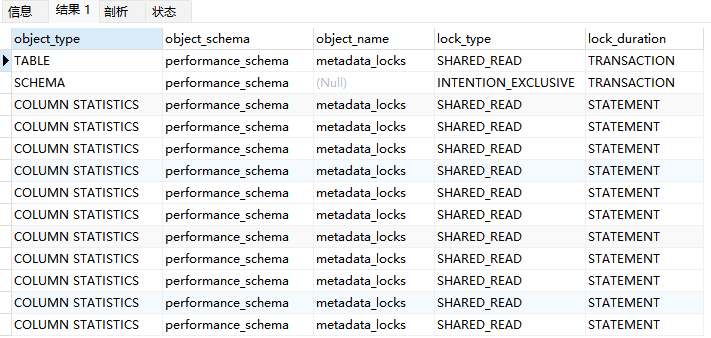 信息 结果 1 剖析 状态
object_type object_schema object_name lock_type lock_duration
TABLE performance_schema metadata_locks SHARED_READ TRANSACTION
SCHEMA performance_schema (Null) INTENTION_EXCLUSIVE TRANSACTION
COLUMN STATISTICS performance_schema metadata_locks SHARED_READ STATEMENT
COLUMN STATISTICS performance_schema metadata_locks SHARED_READ STATEMENT
COLUMN STATISTICS performance_schema metadata_locks SHARED_READ STATEMENT
COLUMN STATISTICS performance_schema metadata_locks SHARED_READ STATEMENT
COLUMN STATISTICS performance_schema metadata_locks SHARED_READ STATEMENT
COLUMN STATISTICS performance_schema metadata_locks SHARED_READ STATEMENT
COLUMN STATISTICS performance_schema metadata_locks SHARED_READ STATEMENT
COLUMN STATISTICS performance_schema metadata_locks SHARED_READ STATEMENT
COLUMN STATISTICS performance_schema metadata_locks SHARED_READ STATEMENT
COLUMN STATISTICS performance_schema metadata_locks SHARED_READ STATEMENT
COLUMN STATISTICS performance_schema metadata_locks SHARED_READ STATEMENT